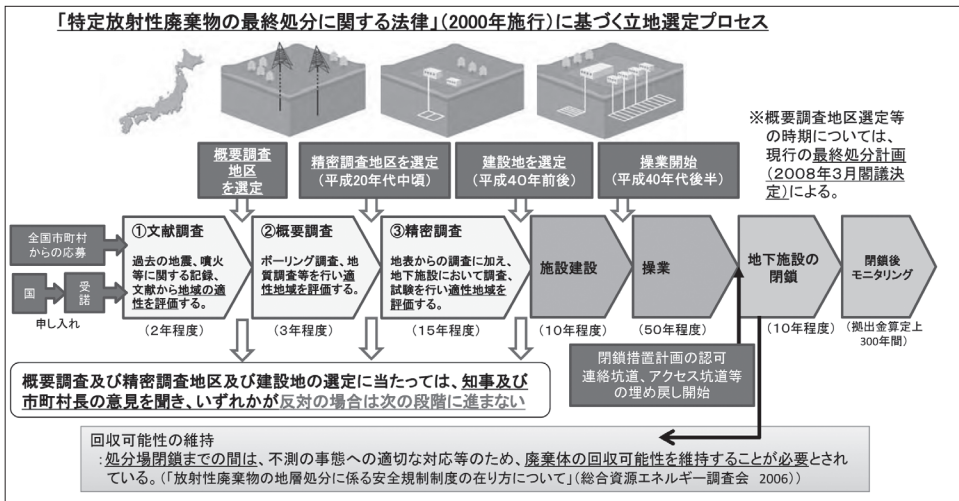 「特定放射性廃棄物の最終処分に関する法律」(2000年施行)に基づく立地選定プロセス
※概要調査地区選定等
の時期については、
現行の最終処分計画
(2008年3月閣議決
定)による。
概要調査
地区
を選定
精密調査地区を選定
(平成20年代中頃)
建設地を選定
(平成40年前後)
操業開始
(平成40年代後半)
全国市町村
からの応募
国
受
諾
申し入れ
①文献調査
過去の地震、噴火
等に関する記録、
文献から地域の適
性を評価する。
(2年程度)
②概要調査
ボーリング調査、地
質調査等を行い適
性地域を評価する。
(3年程度)
③精密調査
地表からの調査に加え、
地下施設において調査、
試験を行い適性地域を
評価する。
(15年程度)
施設建設
(10年程度)
操業
(50年程度)
地下施設の
閉鎖
(10年程度)
閉鎖後
モニタリング
(拠出金算定上
300年間)
閉鎖措置計画の認可
連絡坑道、アクセス坑道等
の埋め戻し開始
概要調査及び精密調査地区及び建設地の選定に当たっては、知事及び
市町村長の意見を聞き、いずれかが反対の場合は次の段階に進まない
回収可能性の維持
:処分場閉鎖までの間は、不測の事態への適切な対応等のため、廃棄体の回収可能性を維持することが必要とされ
ている。(「放射性廃棄物の地層処分に係る安全規制制度の在り方について」(総合資源エネルギー調査会 2006))